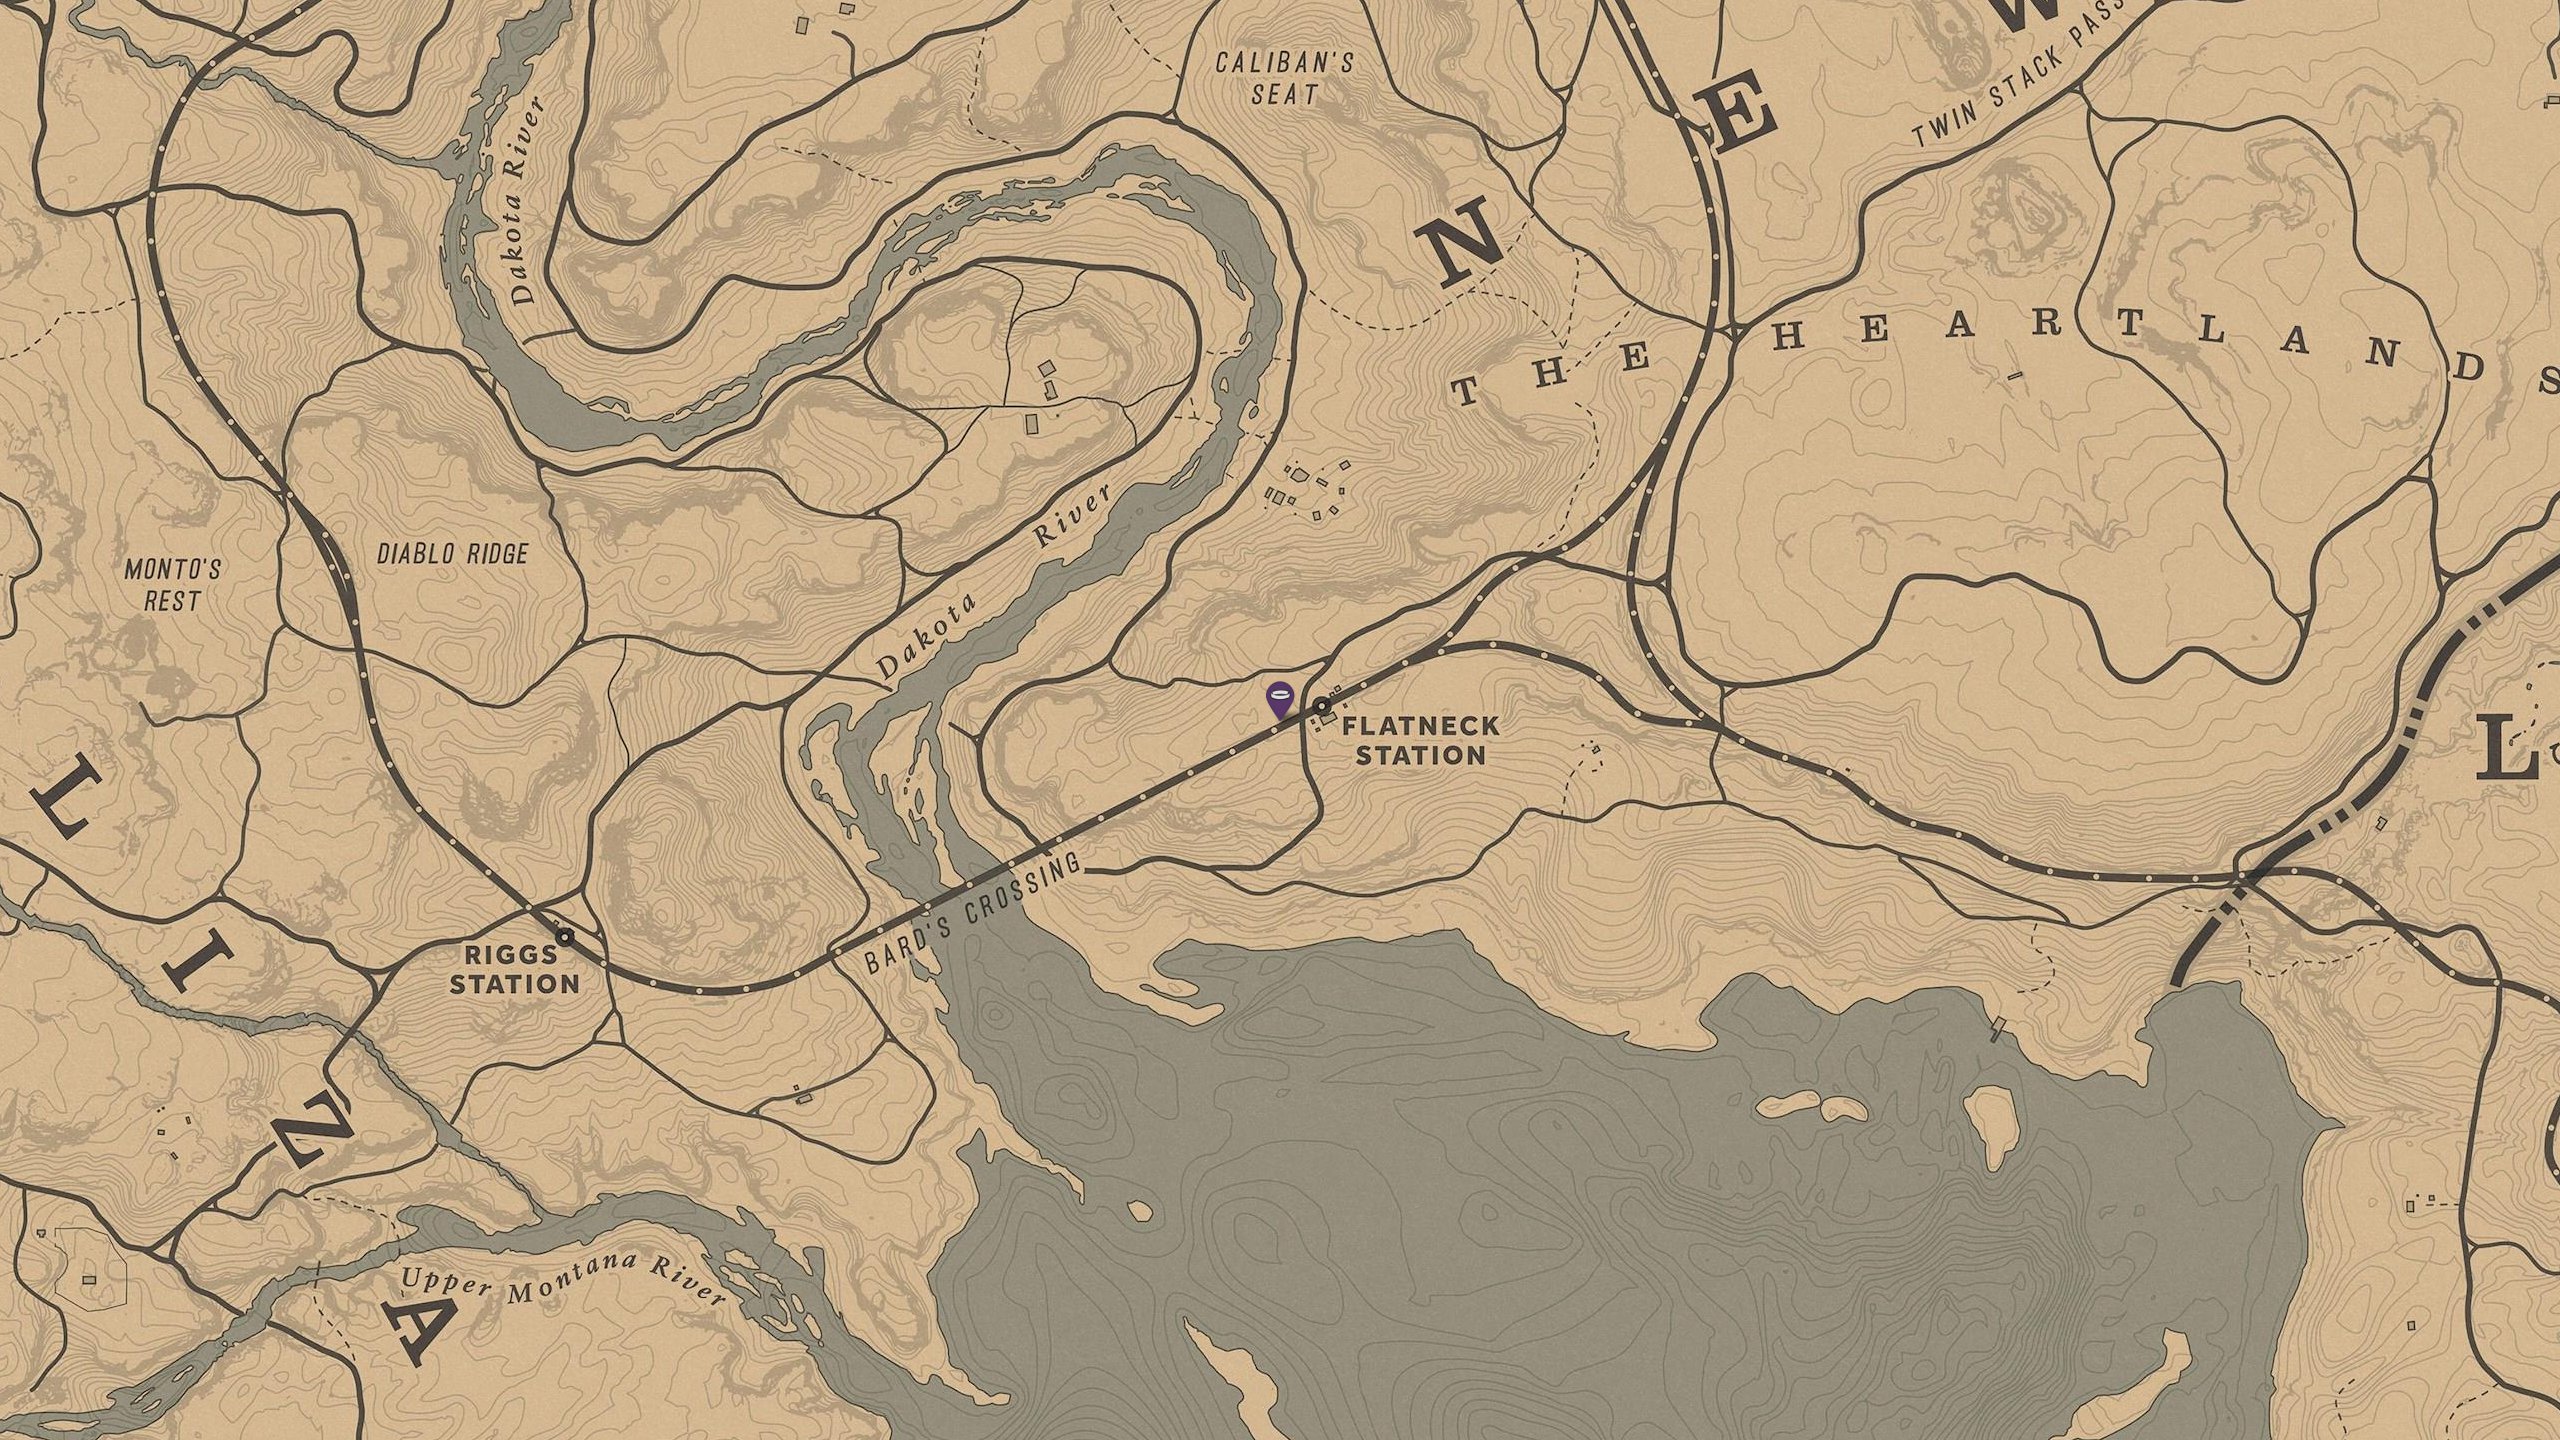 CALIBAN'S
SEAT
W
TWIN STACK PASS
E
Dakota River
N
THE HEARTLANDS
Dakota River
DIABLO RIDGE
MONTO'S
REST
FLATNECK
STATION
L
L
BARD'S CROSSING
RIGGS
STATION
I
Z
Upper Montana River
A